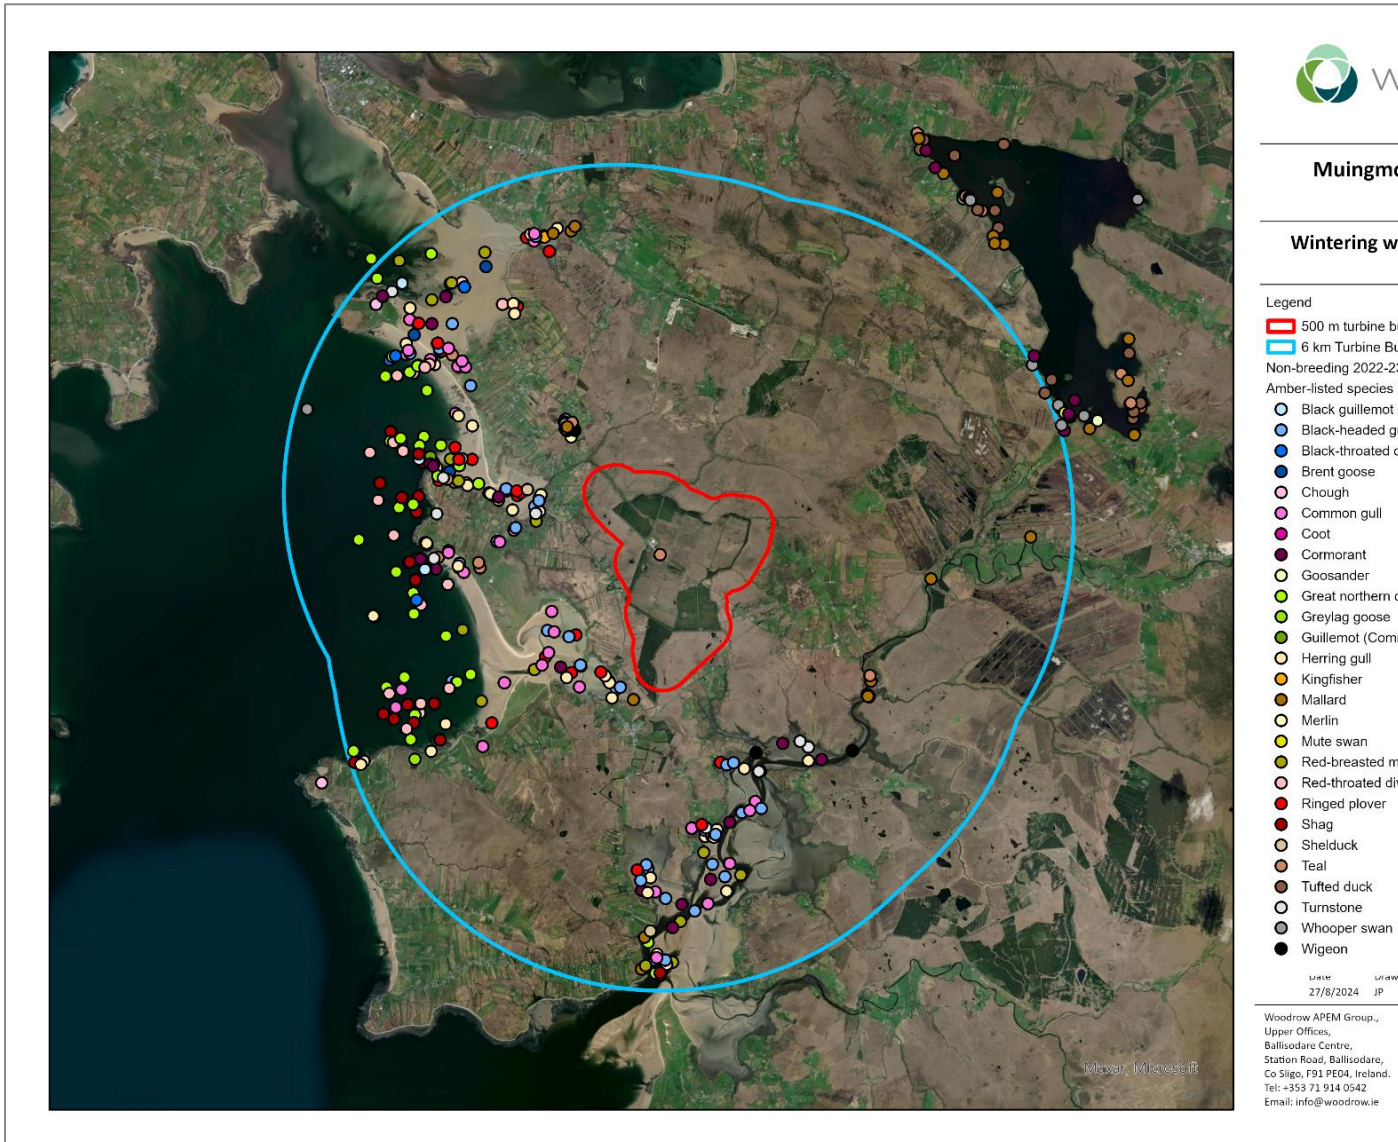 W
Muingmo
Wintering w
Legend
500 m turbine b
6 km Turbine Bu
Non-breeding 2022-23
Amber-listed species
Black guillemot
Black-headed g
Black-throated d
Brent goose
Chough
Common gull
Coot
Cormorant
Goosander
Great northern d
Greylag goose
Guillemot (Com
Herring gull
Kingfisher
Mallard
Merlin
Mute swan
Red-breasted m
Red-throated div
Ringed plover
Shag
Shelduck
Teal
Tufted duck
Turnstone
Whooper swan
Wigeon
Date Draw
27/8/2024 JP
Woodrow APEM Group.,
Upper Offices,
Ballisodare Centre,
Station Road, Ballisodare,
Co Sligo, F91 PE04, Ireland.
Tel: +353 71 914 0542
Email: info@woodrow.ie
Maxar, Microsoft